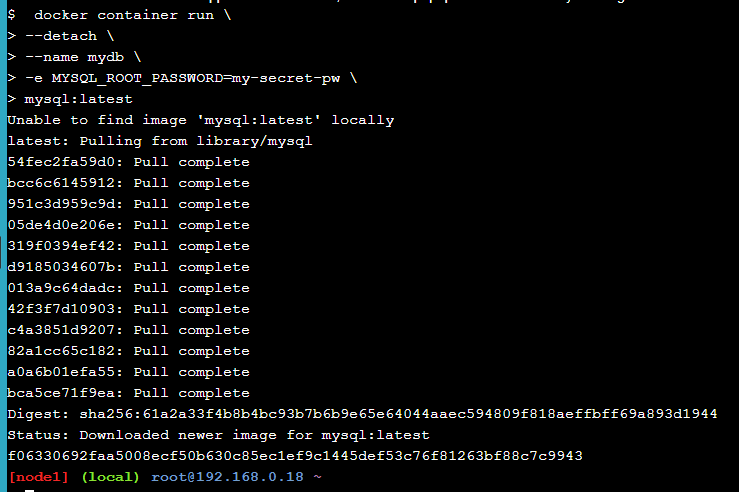 $  docker container run \
> --detach \
> --name mydb \
> -e MYSQL_ROOT_PASSWORD=my-secret-pw \
> mysql:latest
Unable to find image 'mysql:latest' locally
latest: Pulling from library/mysql
54fec2fa59d0: Pull complete
bcc6c6145912: Pull complete
951c3d959c9d: Pull complete
05de4d0e206e: Pull complete
319f0394ef42: Pull complete
d9185034607b: Pull complete
013a9c64dadc: Pull complete
42f3f7d10903: Pull complete
c4a3851d9207: Pull complete
82a1cc65c182: Pull complete
a0a6b01efa55: Pull complete
bca5ce71f9ea: Pull complete
Digest: sha256:61a2a33f4b8b4bc93b7b6b9e65e64044aaec594809f818aeffbff69a893d1944
Status: Downloaded newer image for mysql:latest
f06330692faa5008ecf50b630c85ec1ef9c1445def53c76f81263bf88c7c9943
[node1] (local) root@192.168.0.18 ~